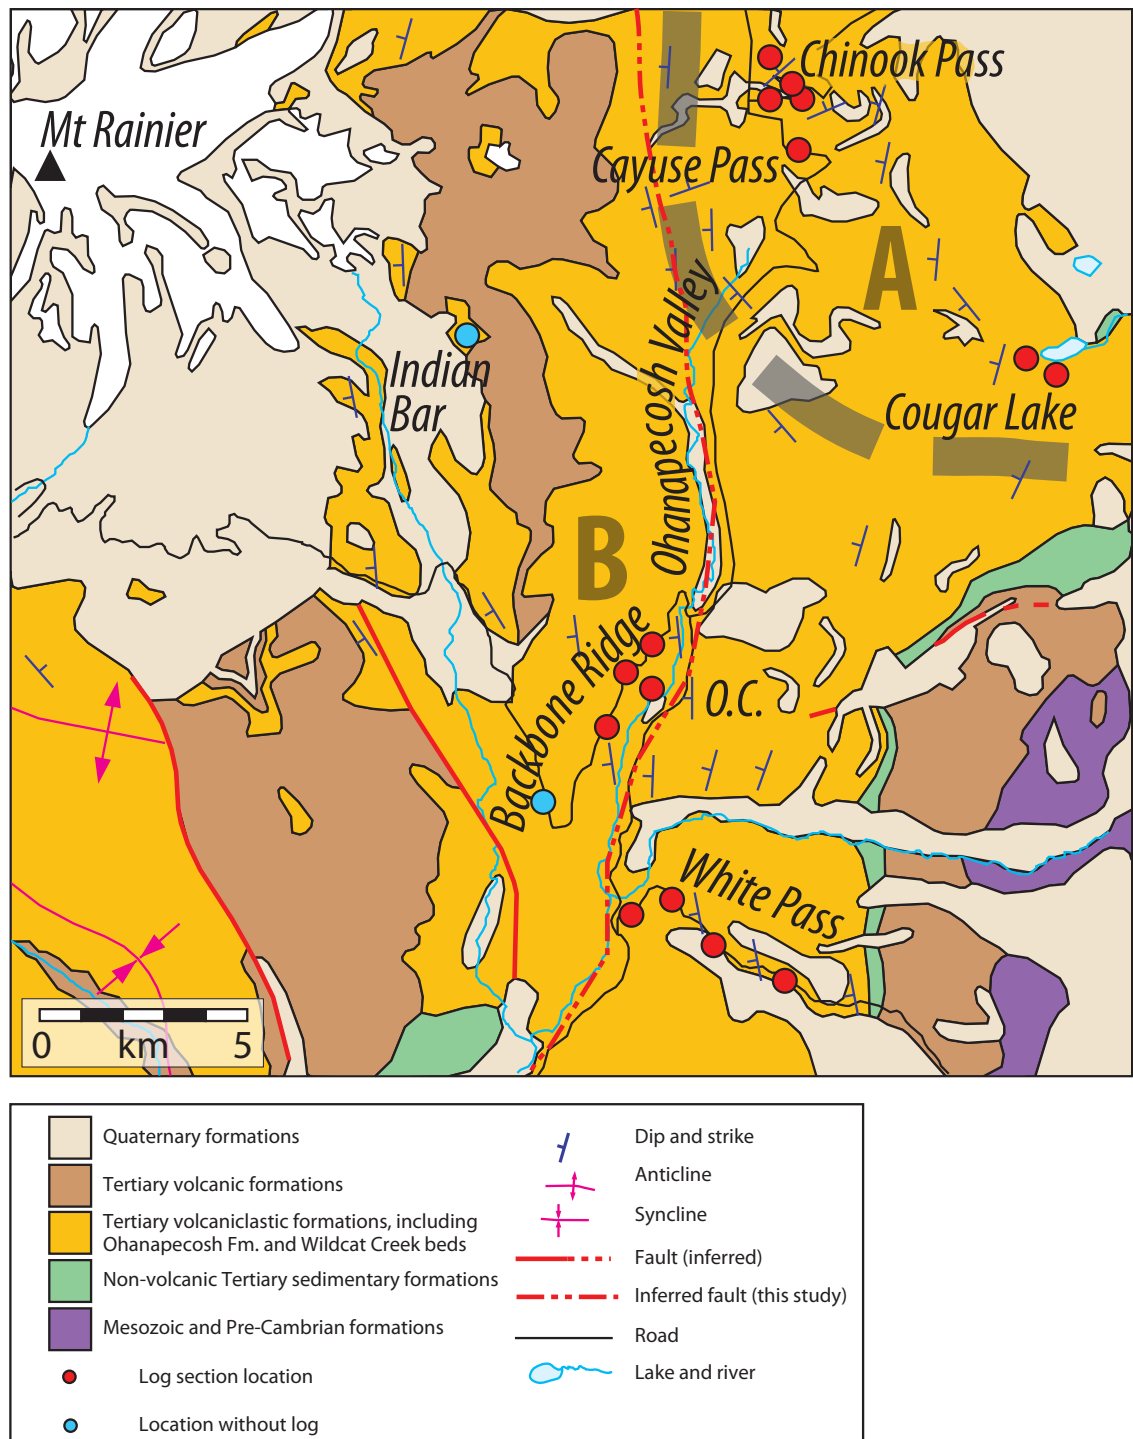 Chinook Pass
Mt Rainier
Cayuse Pass
A
Ohanapecosh Valley
Indian
Bar
Cougar Lake
B
Backbone Ridge
O.C.
White Pass
0 km 5
Quaternary formations
Tertiary volcanic formations
Tertiary volcaniclastic formations, including
Ohanapecosh Fm. and Wildcat Creek beds
Non-volcanic Tertiary sedimentary formations
Mesozoic and Pre-Cambrian formations
Log section location
Location without log
Dip and strike
Anticline
Syncline
Fault (inferred)
Inferred fault (this study)
Road
Lake and river